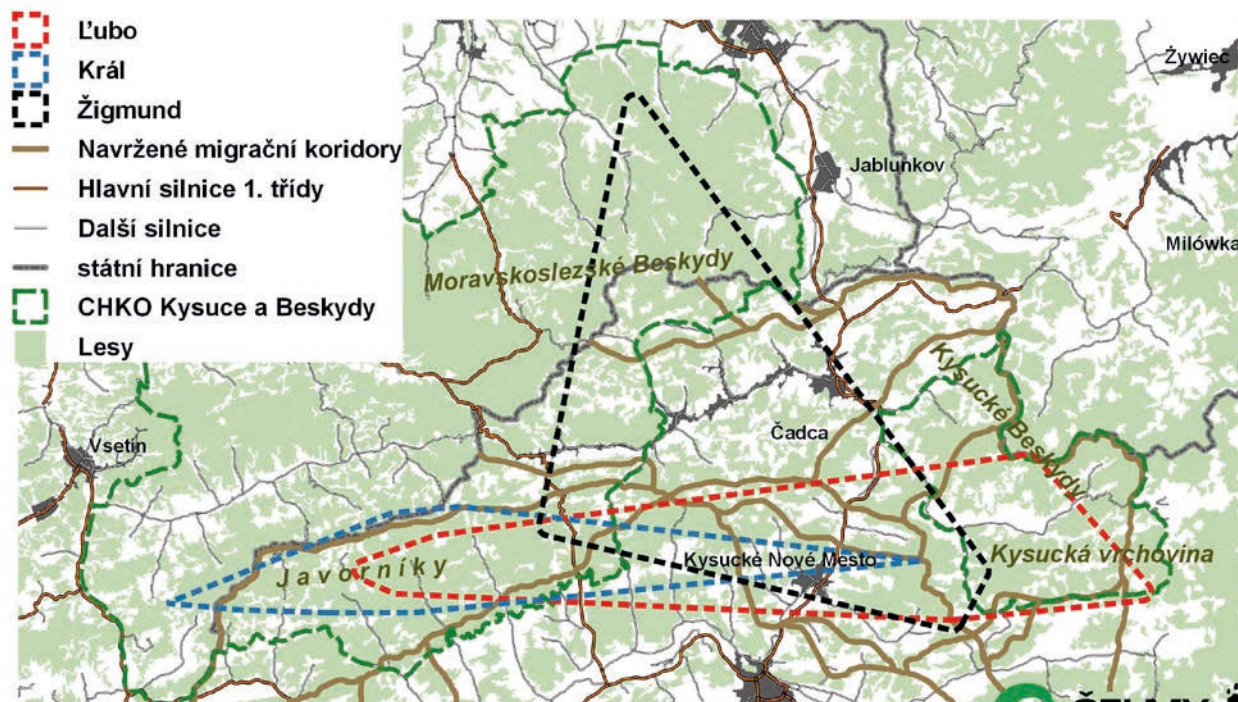 Ľubo
Král
Žigmund
Navržené migrační koridory
Hlavní silnice 1. třídy
Další silnice
státní hranice
CHKO Kysuce a Beskydy
Lesy
Żywiec
Jablunkov
Milówka
Moravskoslezské Beskydy
Kysucké Beskydy
Vsetín
Čadca
Kysucké Nové Mesto
Kysucká vrchovina
Javorníky